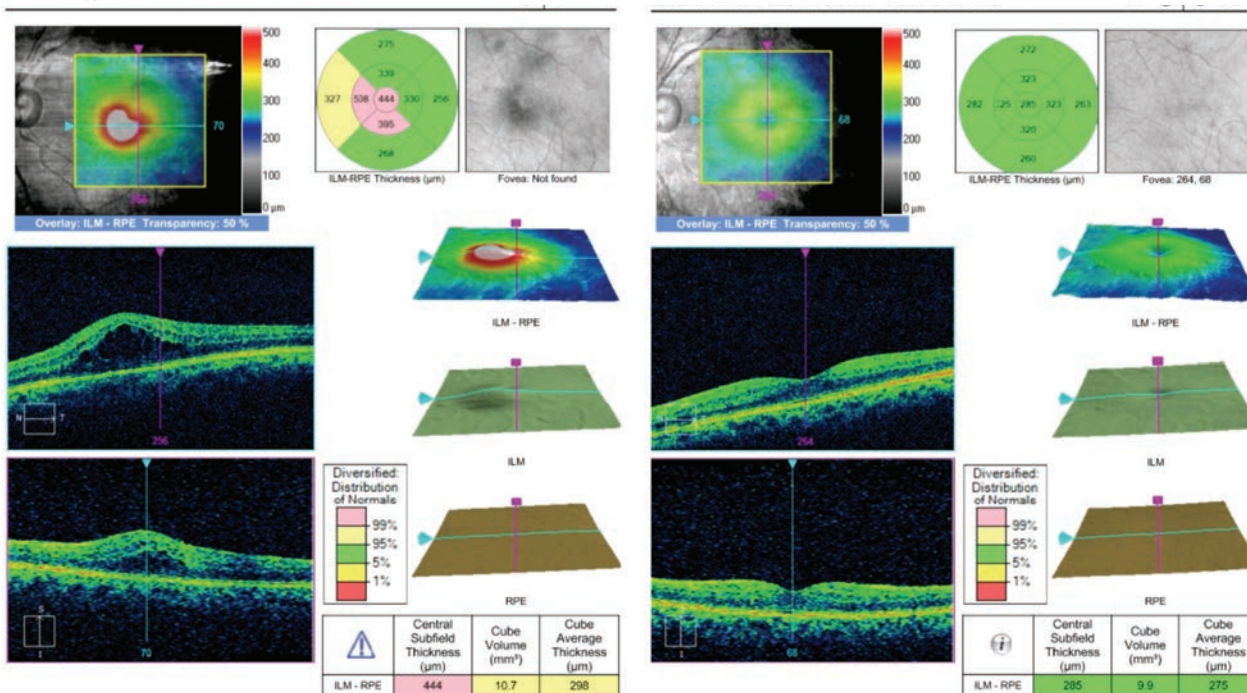 500
400
300
200
100
0 µm
70
256
Overlay: ILM - RPE Transparency: 50 %
275
339
327
508
444
330
256
395
268
ILM-RPE Thickness (µm)
Fovea: Not found
ILM - RPE
N
T
256
ILM
S
I
70
Diversified:
Distribution
of Normals
99%
95%
5%
1%
RPE
Central Subfield Thickness (µm)
Cube Volume (mm³)
Cube Average Thickness (µm)
ILM - RPE 444 10.7 298
500
400
300
200
100
0 µm
68
264
Overlay: ILM - RPE Transparency: 50 %
272
323
282
285
323
263
320
260
ILM-RPE Thickness (µm)
Fovea: 264, 68
ILM - RPE
264
ILM
I
68
Diversified:
Distribution
of Normals
99%
95%
5%
1%
RPE
Central Subfield Thickness (µm)
Cube Volume (mm³)
Cube Average Thickness (µm)
ILM - RPE 285 9.9 275